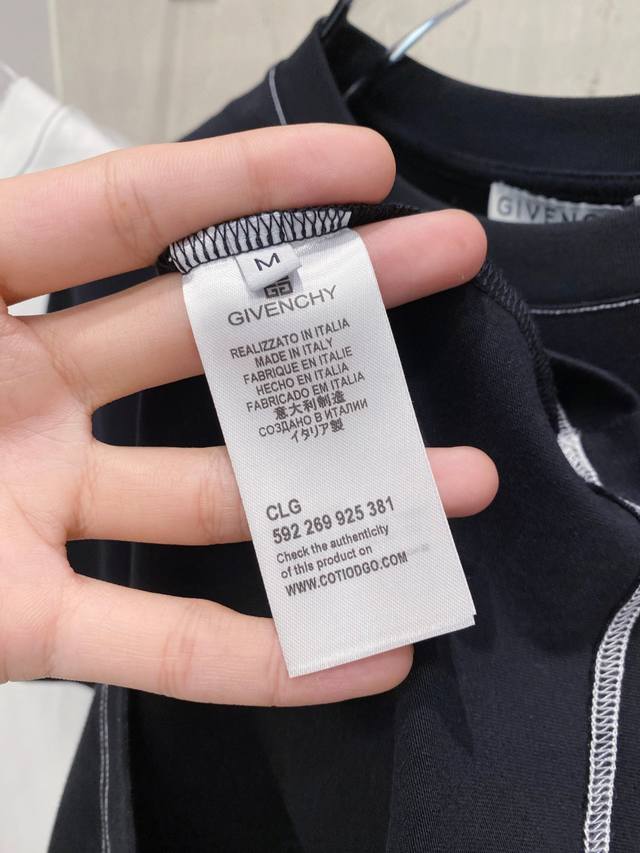 GIVENCHY
M
GIVENCHY
REALIZZATO IN ITALIA
MADE IN ITALY
FABRIQUE EN ITALIE
HECHO EN ITALIA
FABRICADO EM ITALIA
意大利制造
СОЗДАНО В ИТАЛИИ
イタリア製
CLG
592 269 925 381
Check the authenticity
of this product on
WWW.COTIODGO.COM